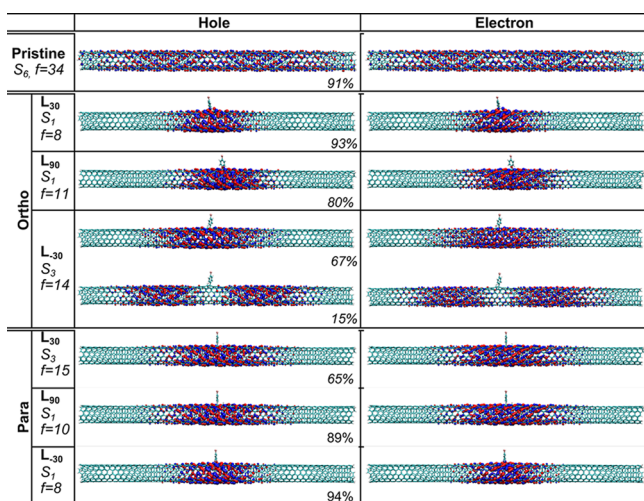 Hole Electron
Pristine
S6, f=34
91%
Ortho
L30
S1
f=8
93%
L90
S1
f=11
80%
L-30
S3
f=14
67%
15%
Para
L30
S3
f=15
65%
L90
S1
f=10
89%
L-30
S1
f=8
94%